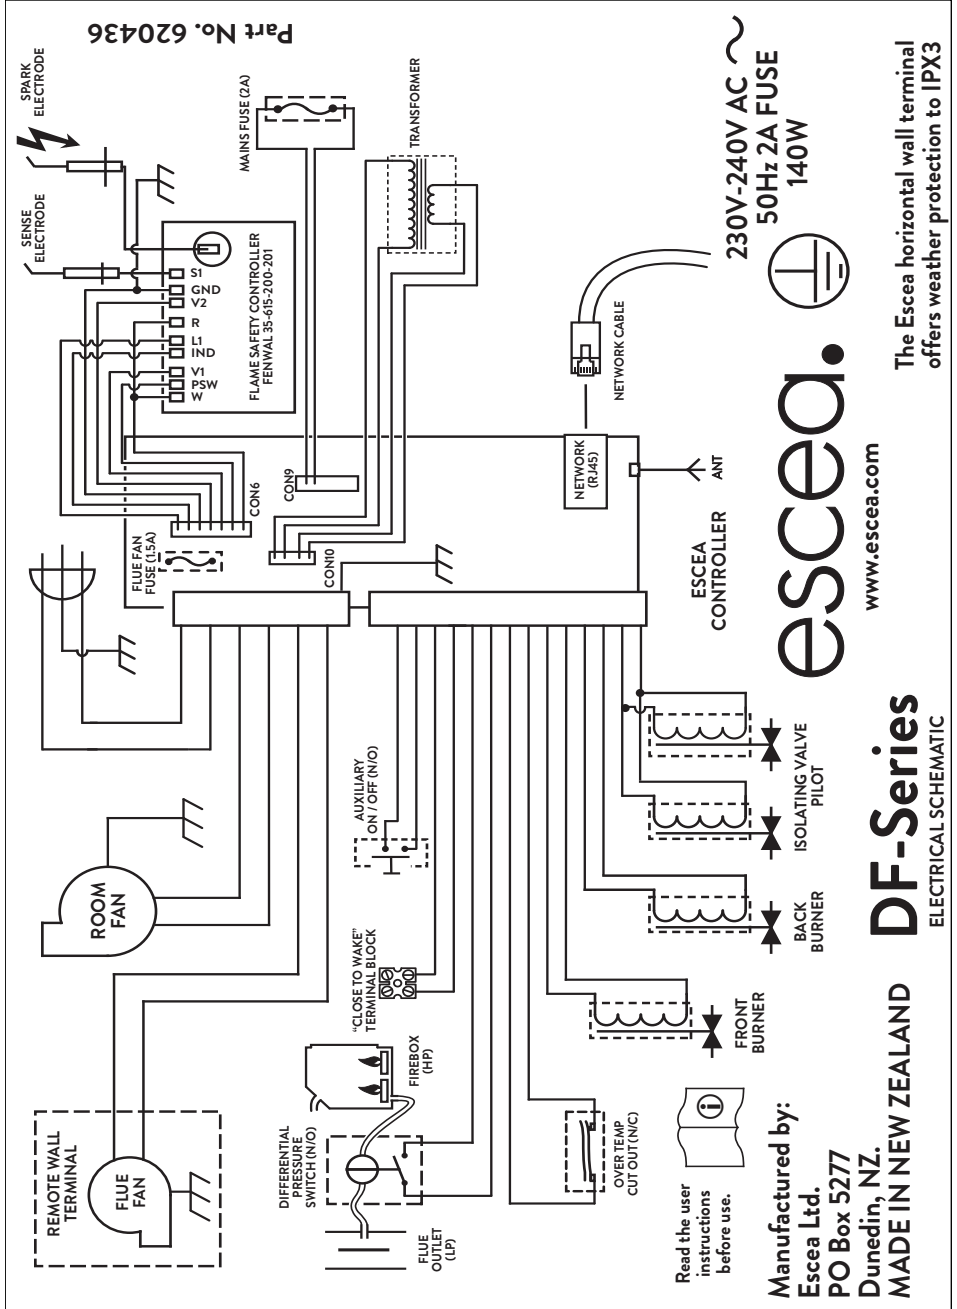 Part No. 620436
SPARK
ELECTRODE
SENSE
ELECTRODE
MAINS FUSE (2A)
TRANSFORMER
S1
GND
V2
R
L1
IND
V1
PSW
W
FLAME SAFETY CONTROLLER
FENWAL 35-615-200-201
FLUE FAN
FUSE (1.5A)
CON6
CON9
CON10
NETWORK CABLE
NETWORK
(RJ45)
ANT
ESCEA
CONTROLLER
230V-240V AC
50Hz 2A FUSE
140W
The Escea horizontal wall terminal
offers weather protection to IPX3
escea.
www.escea.com
ROOM
FAN
REMOTE WALL
TERMINAL
FLUE
FAN
AUXILIARY
ON / OFF (N/O)
"CLOSE TO WAKE"
TERMINAL BLOCK
FIREBOX
(HP)
DIFFERENTIAL
PRESSURE
SWITCH (N/O)
FLUE
OUTLET
(LP)
OVER TEMP
CUT OUT (N/C)
FRONT
BURNER
BACK
BURNER
ISOLATING VALVE
PILOT
DF-Series
ELECTRICAL SCHEMATIC
Read the user
instructions
before use.
i
Manufactured by:
Escea Ltd.
PO Box 5277
Dunedin, NZ.
MADE IN NEW ZEALAND